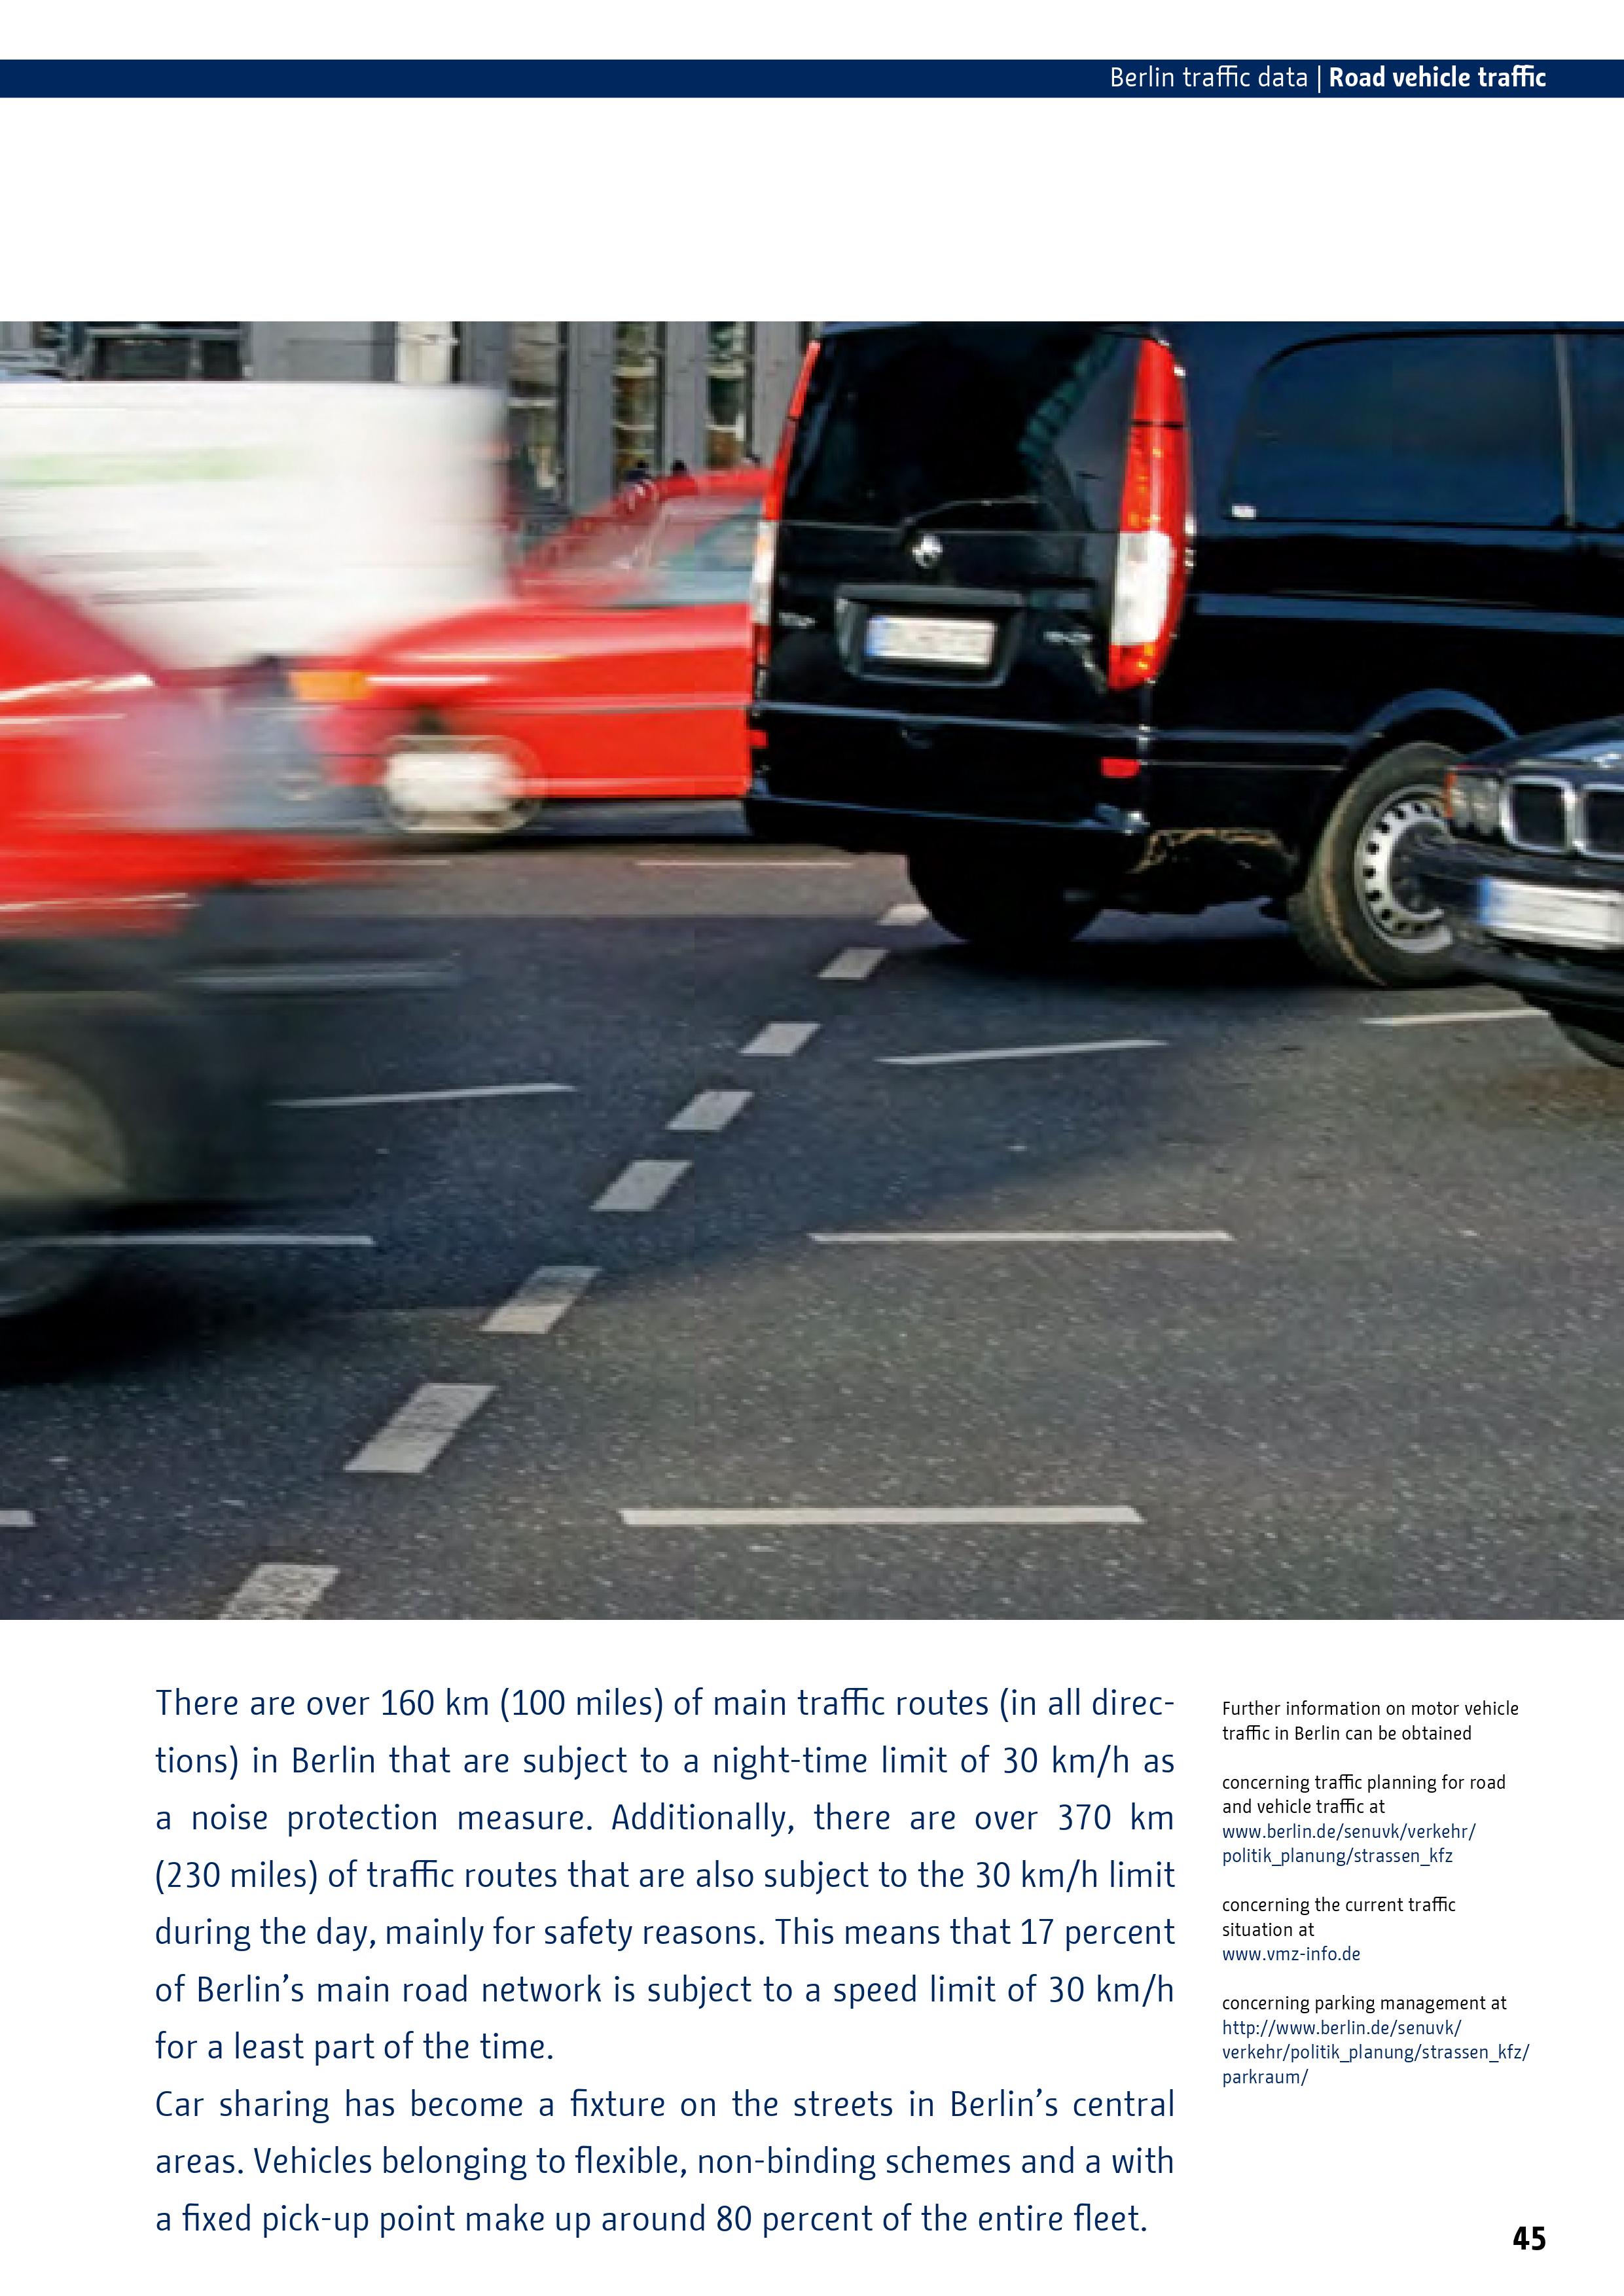 Berlin traffic data | Road vehicle traffic
There are over 160 km (100 miles) of main traffic routes (in all direc-
tions) in Berlin that are subject to a night-time limit of 30 km/h as
a noise protection measure. Additionally, there are over 370 km
(230 miles) of traffic routes that are also subject to the 30 km/h limit
during the day, mainly for safety reasons. This means that 17 percent
of Berlin’s main road network is subject to a speed limit of 30 km/h
for a least part of the time.
Car sharing has become a fixture on the streets in Berlin’s central
areas. Vehicles belonging to flexible, non-binding schemes and a with
a fixed pick-up point make up around 80 percent of the entire fleet.
Further information on motor vehicle
traffic in Berlin can be obtained
concerning traffic planning for road
and vehicle traffic at
www.berlin.de/senuvk/verkehr/
politik_planung/strassen_kfz
concerning the current traffic
situation at
www.vmz-info.de
concerning parking management at
http://www.berlin.de/senuvk/
verkehr/politik_planung/strassen_kfz/
parkraum/
45